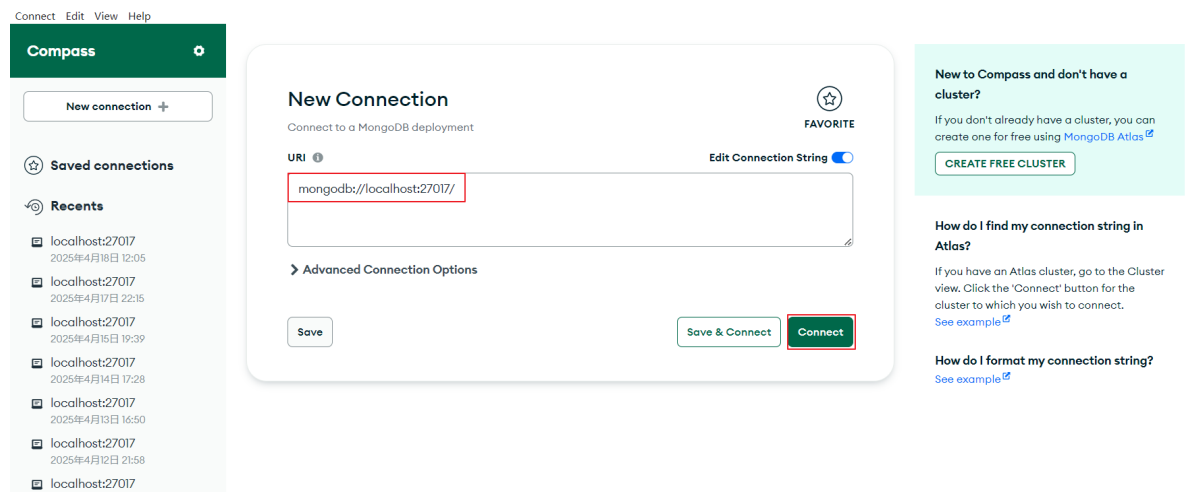 Connect Edit View Help
Compass
New connection
Saved connections
Recents
localhost:27017
2025年4月18日 12:05
localhost:27017
2025年4月17日 22:15
localhost:27017
2025年4月15日 19:39
localhost:27017
2025年4月14日 17:28
localhost:27017
2025年4月13日 16:50
localhost:27017
2025年4月12日 21:58
localhost:27017
New Connection
Connect to a MongoDB deployment
FAVORITE
URI
Edit Connection String
mongodb://localhost:27017/
Advanced Connection Options
Save
Save & Connect
Connect
New to Compass and don't have a
cluster?
If you don't already have a cluster, you can
create one for free using MongoDB Atlas
CREATE FREE CLUSTER
How do I find my connection string in
Atlas?
If you have an Atlas cluster, go to the Cluster
view. Click the 'Connect' button for the
cluster to which you wish to connect.
See example
How do I format my connection string?
See example